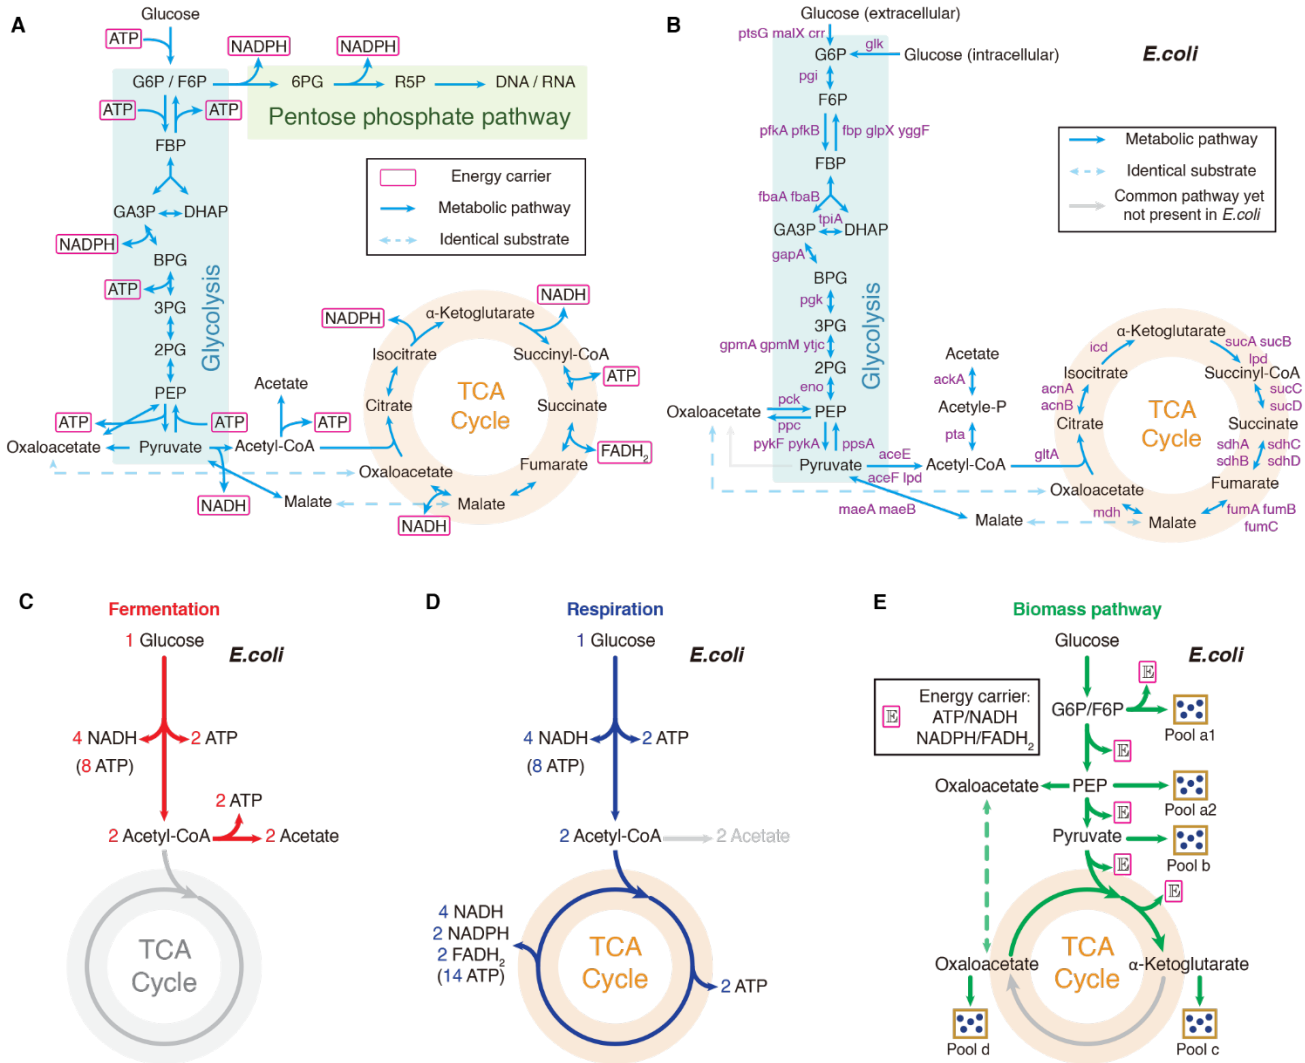 A
Glucose
ATP
NADPH
NADPH
G6P / F6P
6PG
R5P
DNA / RNA
Pentose phosphate pathway
ATP
ATP
FBP
Energy carrier
Metabolic pathway
Identical substrate
GA3P
DHAP
NADPH
BPG
ATP
3PG
2PG
PEP
Glycolysis
ATP
ATP
Oxaloacetate
Pyruvate
Acetyl-CoA
Acetate
ATP
NADH
Malate
NADPH
α-Ketoglutarate
NADH
Isocitrate
Succinyl-CoA
ATP
Citrate
TCA
Cycle
Succinate
FADH2
Fumarate
Oxaloacetate
Malate
NADH
B
Glucose (extracellular)
ptsG malX crr
glk
G6P
Glucose (intracellular)
E.coli
pgi
F6P
pfkA pfkB
fbp glpX yggF
FBP
Metabolic pathway
Identical substrate
Common pathway yet
not present in E.coli
fbaA fbaB
tpiA
GA3P
DHAP
gapA
BPG
pgk
3PG
gpmA gpmM ytjc
2PG
eno
Glycolysis
pck
Oxaloacetate
PEP
ppc
pykF pykA
ppsA
Pyruvate
aceE
aceF lpd
maeA maeB
Acetate
ackA
Acetyle-P
pta
Acetyl-CoA
gltA
Malate
α-Ketoglutarate
icd
sucA sucB
lpd
Isocitrate
Succinyl-CoA
acnA
acnB
sucC
sucD
Citrate
TCA
Cycle
Succinate
sdhA
sdhB
sdhC
sdhD
Fumarate
Oxaloacetate
mdh
Malate
fumA fumB
fumC
C
Fermentation
1 Glucose
E.coli
4 NADH
(8 ATP)
2 ATP
2 ATP
2 Acetyl-CoA
2 Acetate
TCA
Cycle
D
Respiration
1 Glucose
E.coli
4 NADH
(8 ATP)
2 ATP
2 Acetyl-CoA
2 Acetate
4 NADH
2 NADPH
2 FADH2
(14 ATP)
TCA
Cycle
2 ATP
E
Biomass pathway
Glucose
E.coli
Energy carrier:
𝔼
ATP/NADH
NADPH/FADH2
𝔼
G6P/F6P
Pool a1
𝔼
Oxaloacetate
PEP
Pool a2
𝔼
Pyruvate
Pool b
𝔼
𝔼
TCA
Cycle
Oxaloacetate
α-Ketoglutarate
Pool d
Pool c